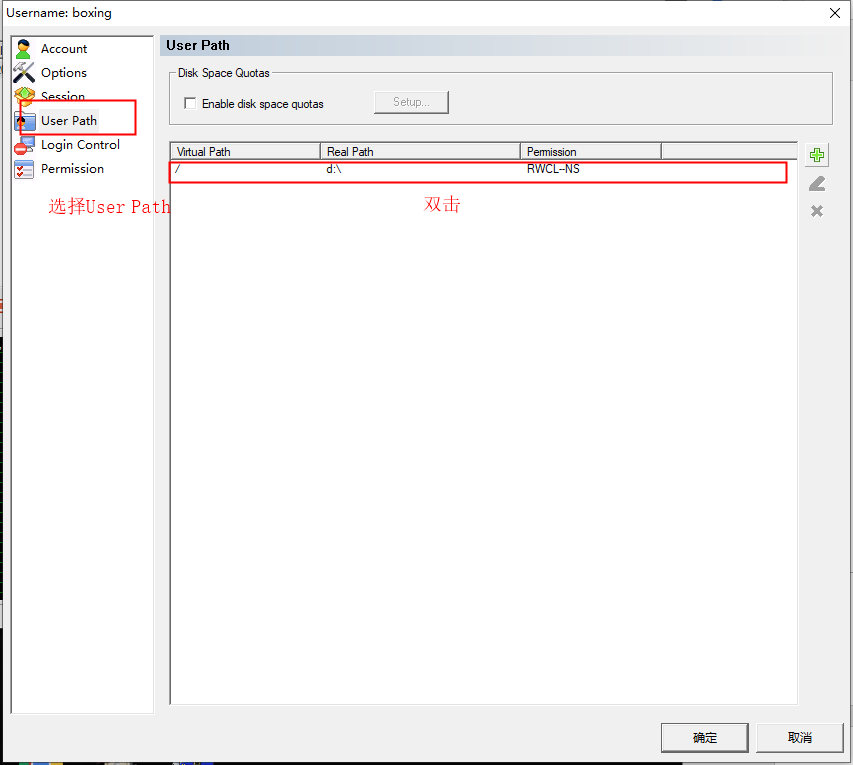 Username: boxing
Account
Options
Session
User Path
Login Control
Permission
选择User Path
User Path
Disk Space Quotas
Enable disk space quotas
Setup...
Virtual Path Real Path Permission
/ d:\ RWCL--NS
双击
确定 取消